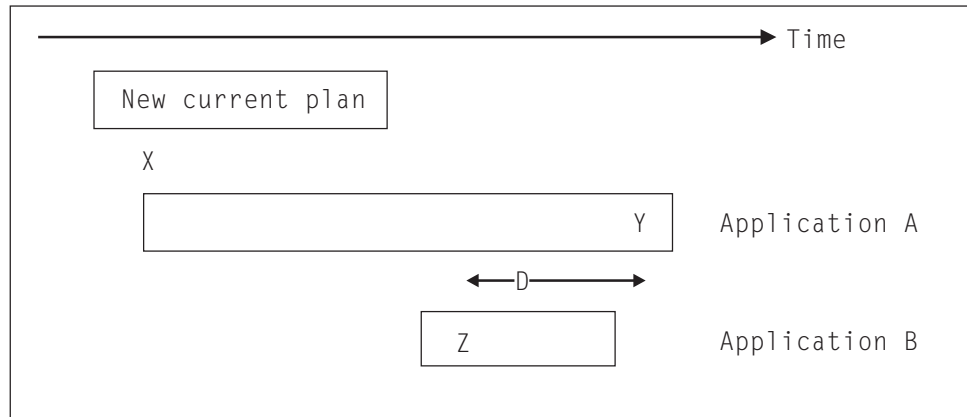 Time
New current plan
X
Y Application A
D
Z Application B